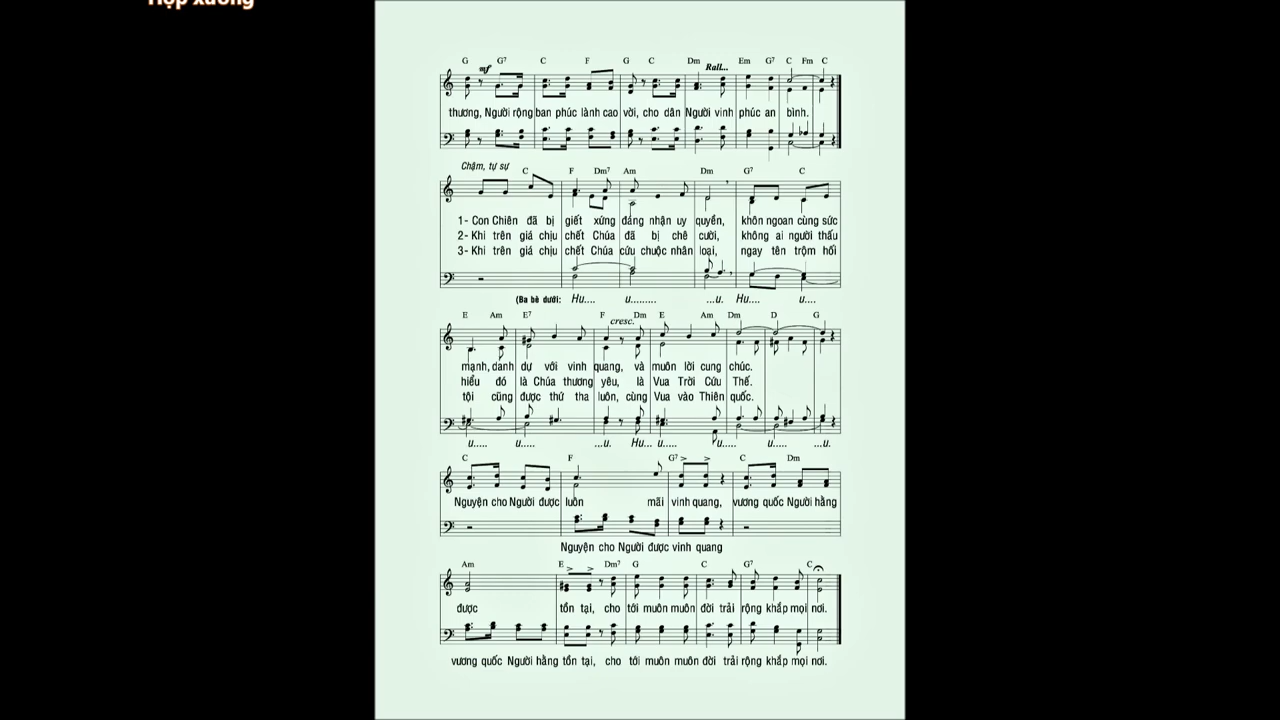 Hợp xướng
G G7 C F G C Dm Rall... Em G7 C Fm C
mf
thương, Người rộng ban phúc lành cao vời, cho dân Người vinh phúc an bình.
Chậm, tự sự
C F Dm7 Am Dm G7 C
1- Con Chiên đã bị giết xứng đáng nhận uy quyền, khôn ngoan cùng sức
2- Khi trên giá chịu chết Chúa đã bị chê cười, không ai người thấu
3- Khi trên giá chịu chết Chúa cứu chuộc nhân loại, ngay tên trộm hối
(Ba bè dưới: Hu.... u......... ...u. Hu.... u....
E Am E7 F cresc. Dm E Am Dm D G
mạnh, danh dự với vinh quang, và muôn lời cung chúc.
hiểu đó là Chúa thương yêu, là Vua Trời Cứu Thế.
tội cũng được thứ tha luôn, cùng Vua vào Thiên quốc.
u..... u..... ...u. Hu... u..... u..... u..... ...u.
C F G7 > > C Dm
Nguyện cho Người được luôn mãi vinh quang, vương quốc Người hằng
Nguyện cho Người được vinh quang
Am E > > Dm7 G C G7 C
được tồn tại, cho tới muôn muôn đời trải rộng khắp mọi nơi.
vương quốc Người hằng tồn tại, cho tới muôn muôn đời trải rộng khắp mọi nơi.